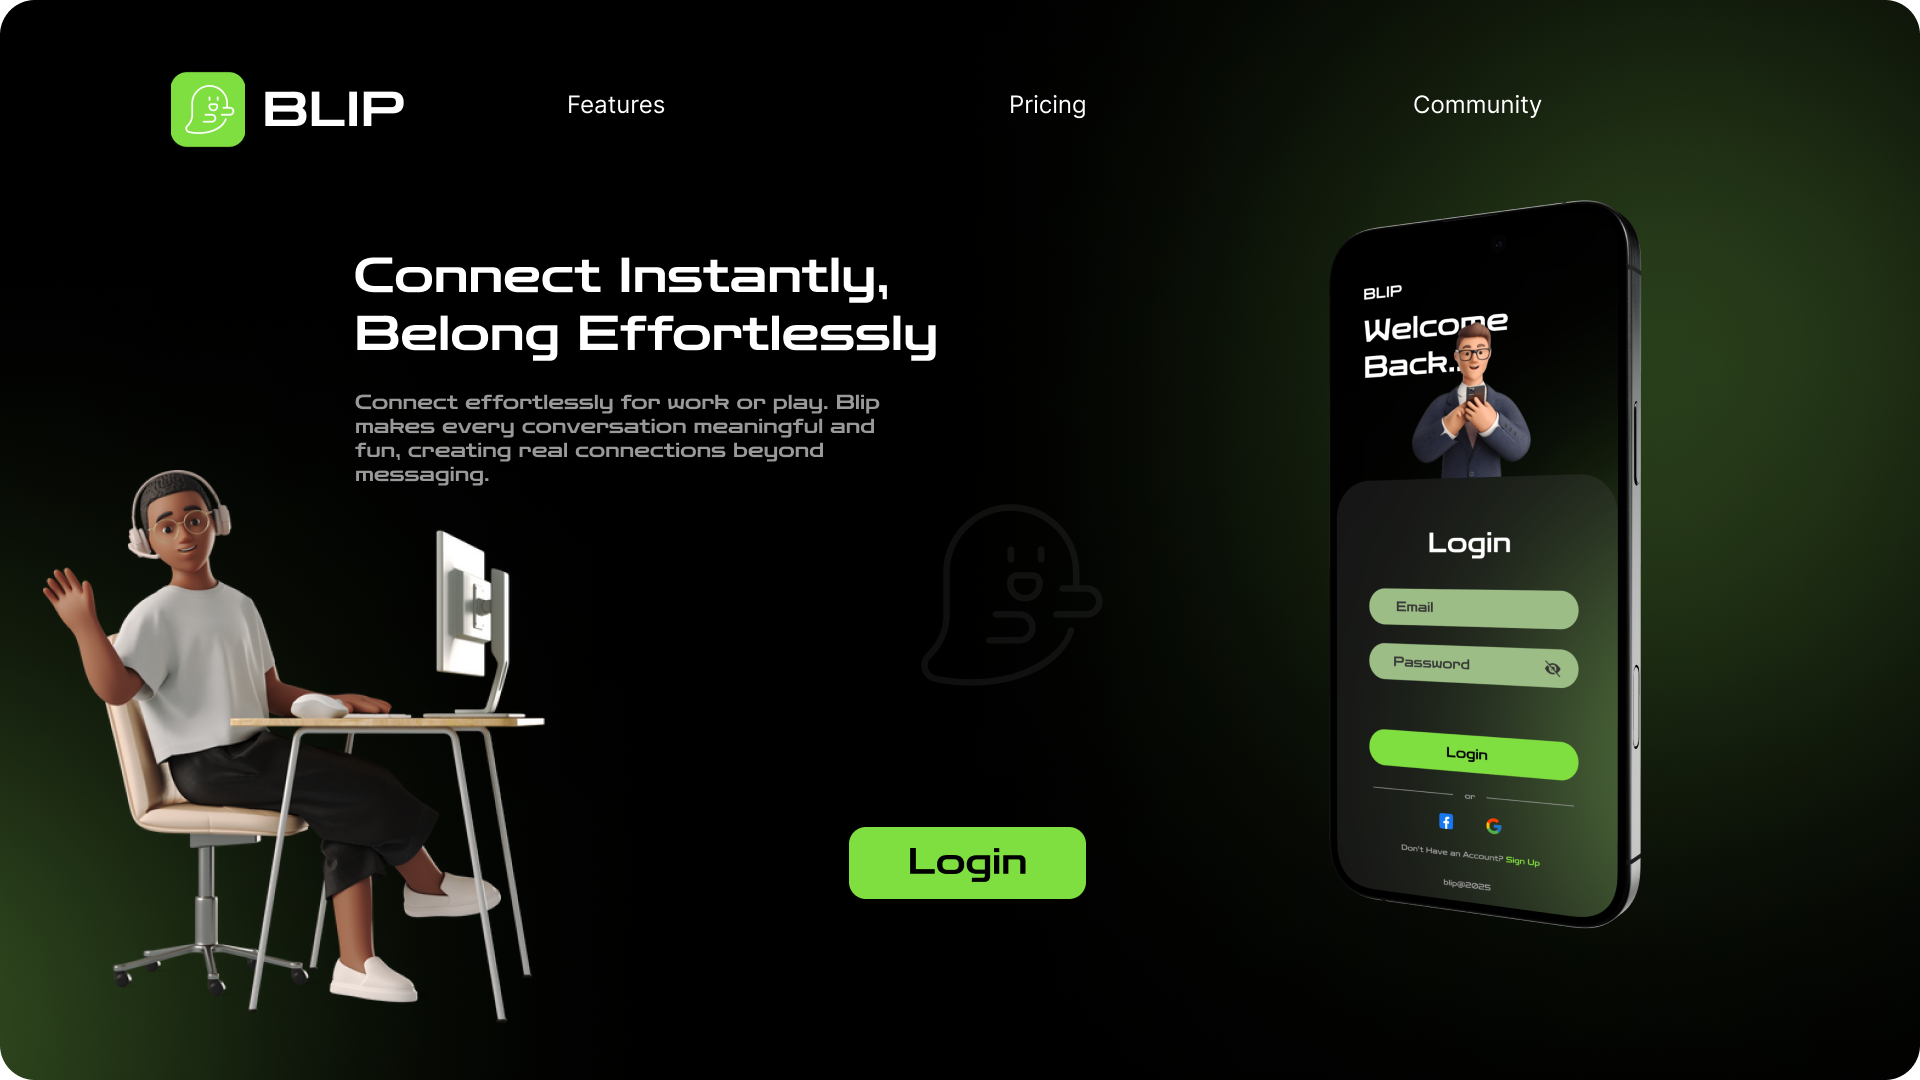 BLIP
Features
Pricing
Community
Connect Instantly,
Belong Effortlessly
Connect effortlessly for work or play. Blip
makes every conversation meaningful and
fun, creating real connections beyond
messaging.
Login
BLIP
Welcome
Back..
Login
Email
Password
Login
or
Don't Have an Account? Sign Up
blip@2025